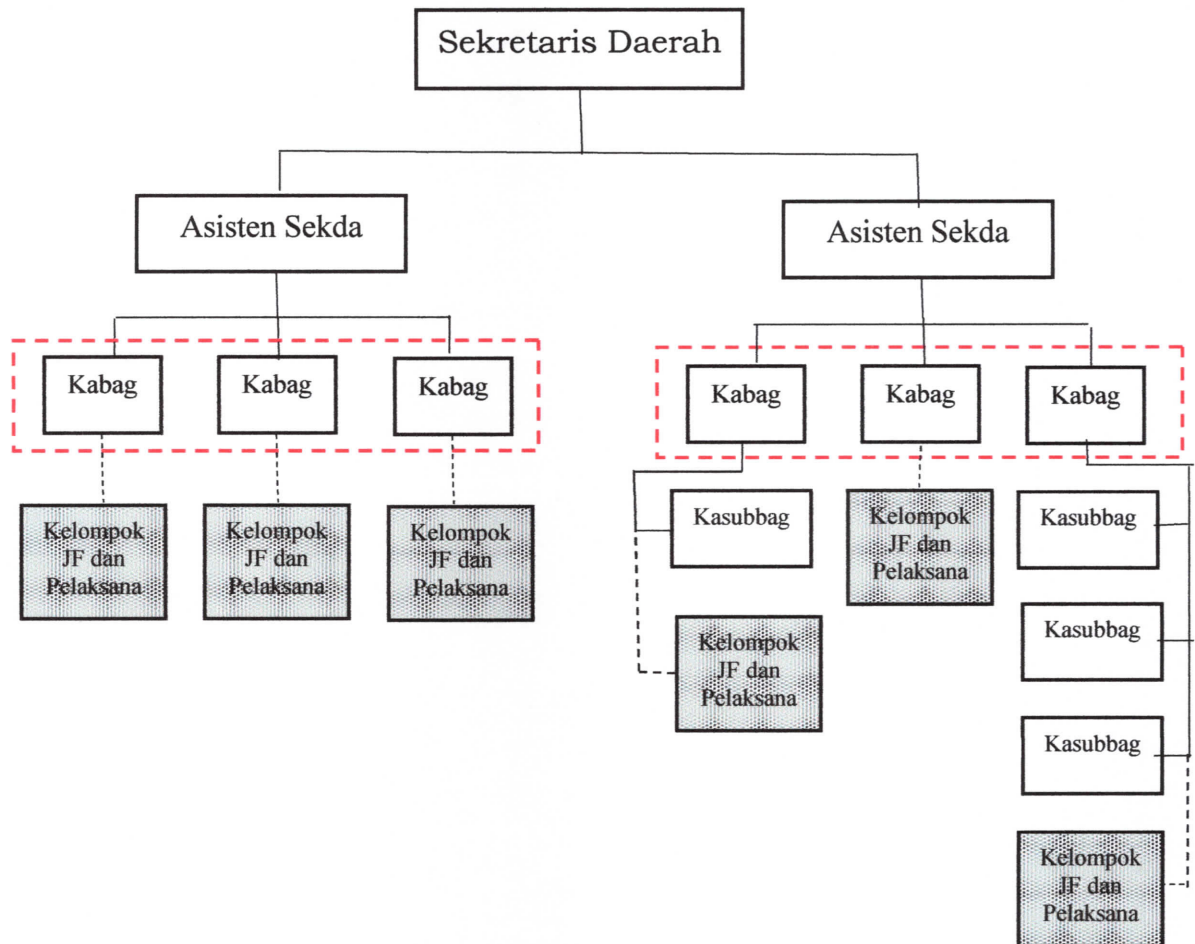 Sekretaris Daerah
Asisten Sekda
Asisten Sekda
Kabag
Kabag
Kabag
Kabag
Kabag
Kabag
Kelompok
JF dan
Pelaksana
Kelompok
JF dan
Pelaksana
Kelompok
JF dan
Pelaksana
Kasubbag
Kelompok
JF dan
Pelaksana
Kelompok
JF dan
Pelaksana
Kasubbag
Kasubbag
Kasubbag
Kelompok
JF dan
Pelaksana